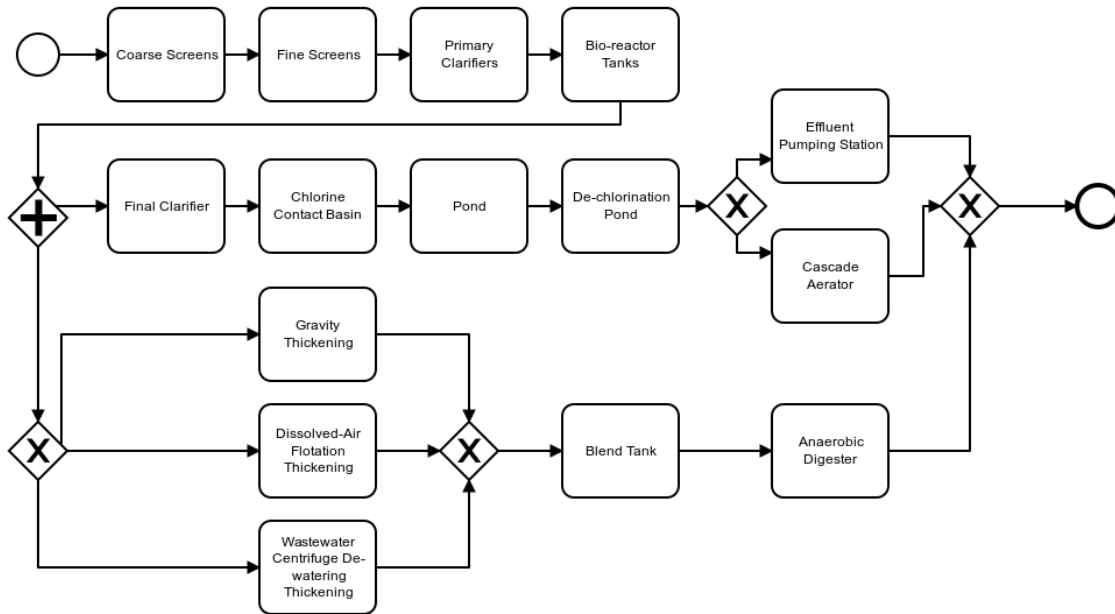 Coarse Screens
Fine Screens
Primary
Clarifiers
Bio-reactor
Tanks
Effluent
Pumping Station
Final Clarifier
Chlorine
Contact Basin
Pond
De-chlorination
Pond
X
X
Cascade
Aerator
Gravity
Thickening
X
Dissolved-Air
Flotation
Thickening
X
Blend Tank
Anaerobic
Digester
Wastewater
Centrifuge De-
watering
Thickening